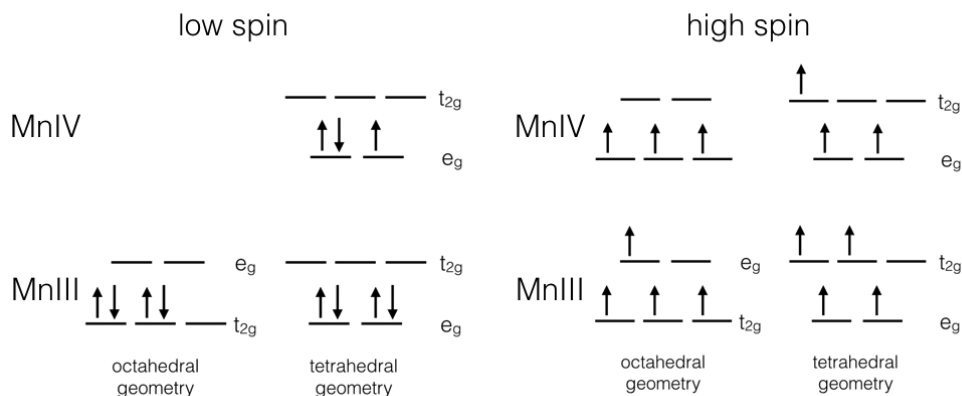 low spin
high spin
MnIV
t2g
eg
MnIV
t2g
eg
MnIII
eg
t2g
t2g
eg
MnIII
eg
t2g
t2g
eg
octahedral
geometry
tetrahedral
geometry
octahedral
geometry
tetrahedral
geometry